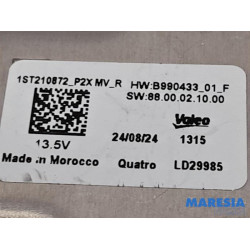 1ST210872_P2X MV_R HW:B990433_01_F
SW:88.00.02.10.00
Valeo
13.5V 24/08/24 1315
Made in Morocco Quatro LD29985
MARESIA